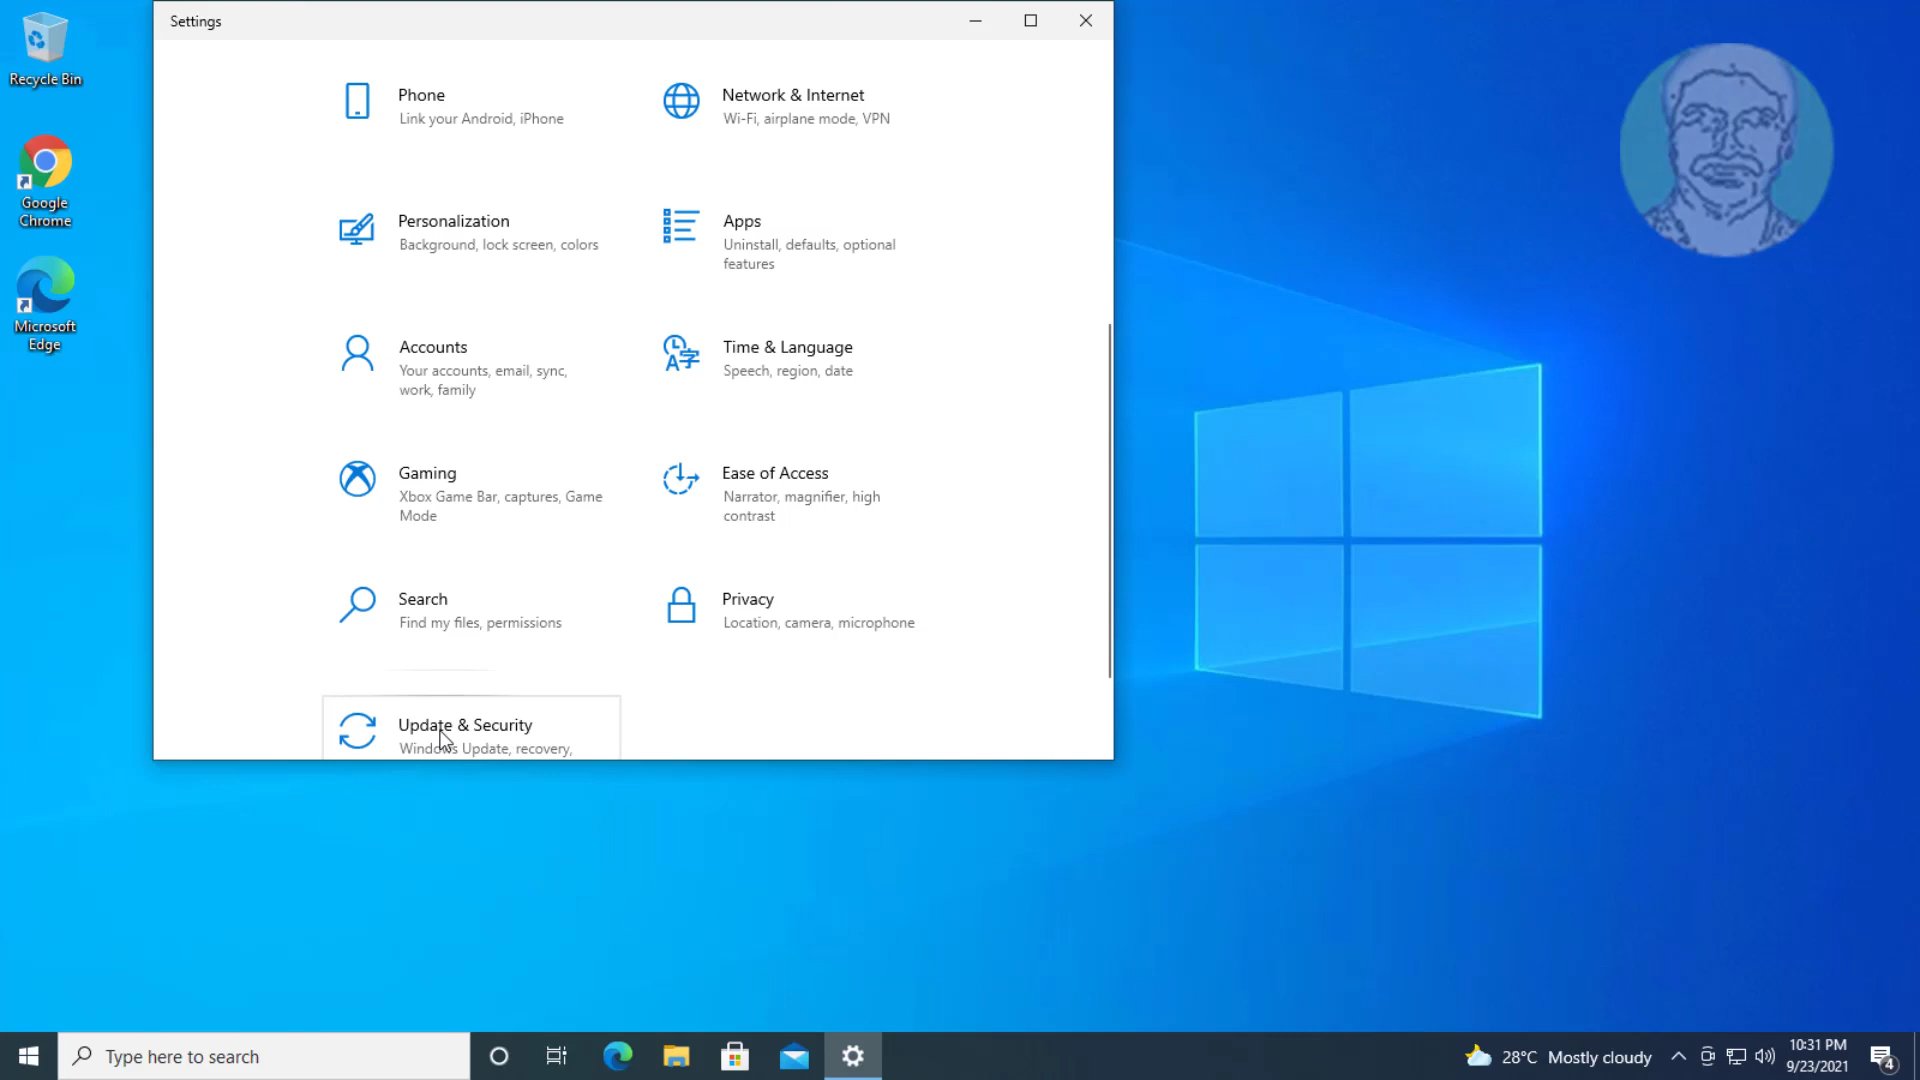 Settings
Recycle Bin
Google
Chrome
Microsoft
Edge
Phone
Link your Android, iPhone
Network & Internet
Wi-Fi, airplane mode, VPN
Personalization
Background, lock screen, colors
Apps
Uninstall, defaults, optional
features
Accounts
Your accounts, email, sync,
work, family
Time & Language
Speech, region, date
Gaming
Xbox Game Bar, captures, Game
Mode
Ease of Access
Narrator, magnifier, high
contrast
Search
Find my files, permissions
Privacy
Location, camera, microphone
Update & Security
Windows Update, recovery,
Type here to search
28°C Mostly cloudy
10:31 PM
9/23/2021
4